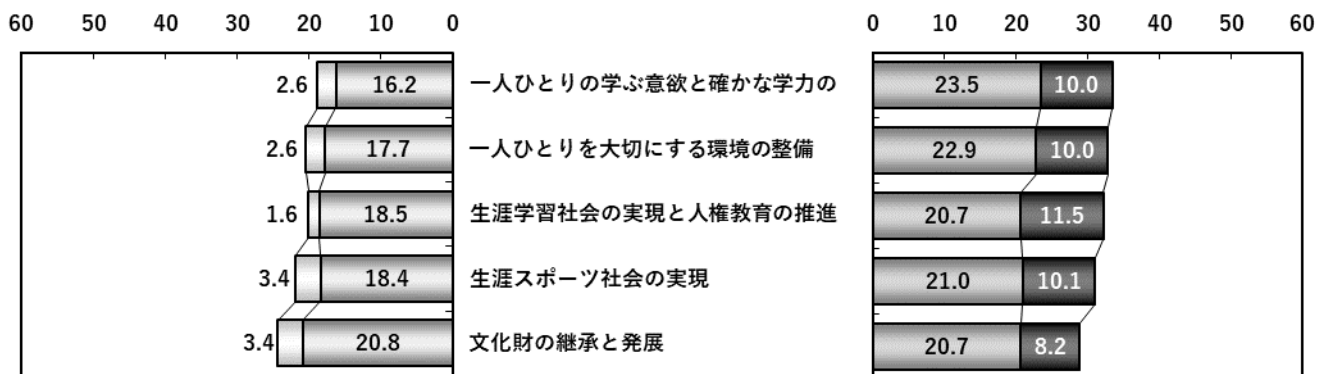 60 50 40 30 20 10 0 0 10 20 30 40 50 60
2.6 16.2 一人ひとりの学ぶ意欲と確かな学力の 23.5 10.0
2.6 17.7 一人ひとりを大切にする環境の整備 22.9 10.0
1.6 18.5 生涯学習社会の実現と人権教育の推進 20.7 11.5
3.4 18.4 生涯スポーツ社会の実現 21.0 10.1
3.4 20.8 文化財の継承と発展 20.7 8.2